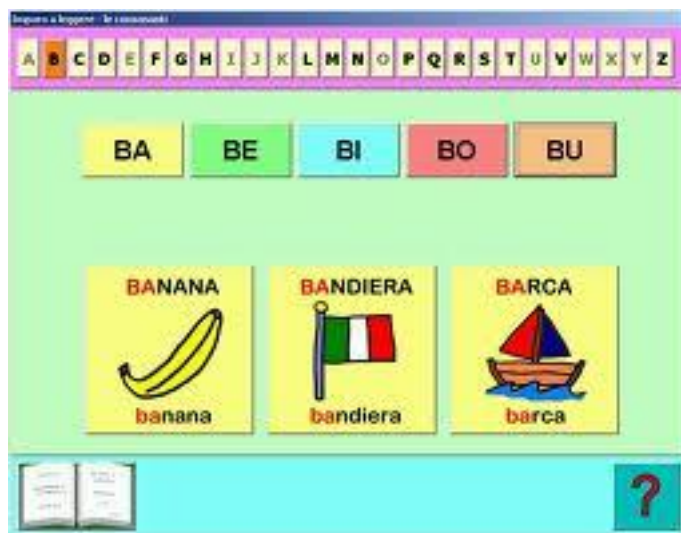 Imparo a leggere - le consonanti
A B C D E F G H I J K L M N O P Q R S T U V W X Y Z
BA BE BI BO BU
BANANA BANDIERA BARCA
banana bandiera barca
?